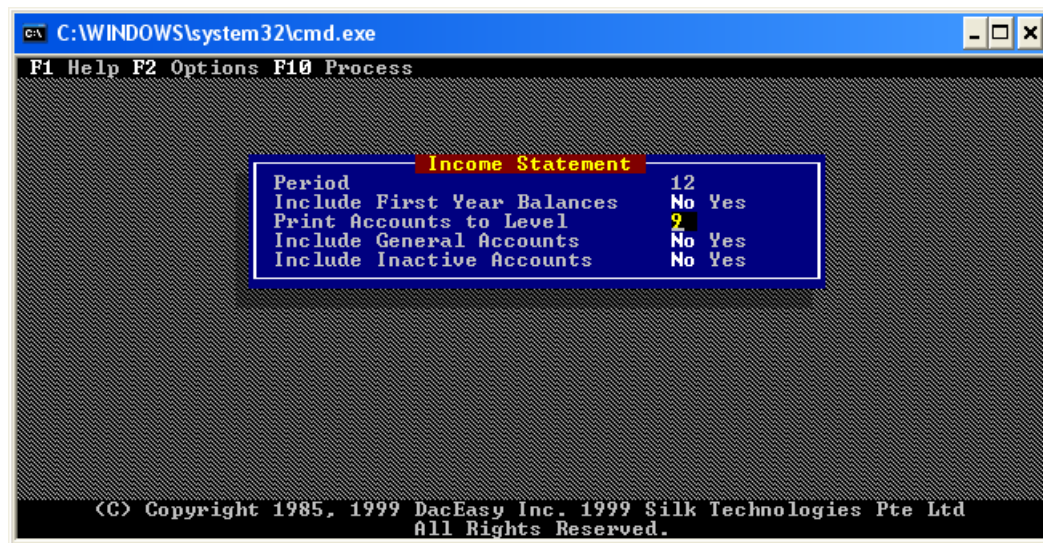 C:\WINDOWS\system32\cmd.exe
F1 Help F2 Options F10 Process
Income Statement
Period 12
Include First Year Balances No Yes
Print Accounts to Level 9
Include General Accounts No Yes
Include Inactive Accounts No Yes
(C) Copyright 1985, 1999 DacEasy Inc. 1999 Silk Technologies Pte Ltd
All Rights Reserved.